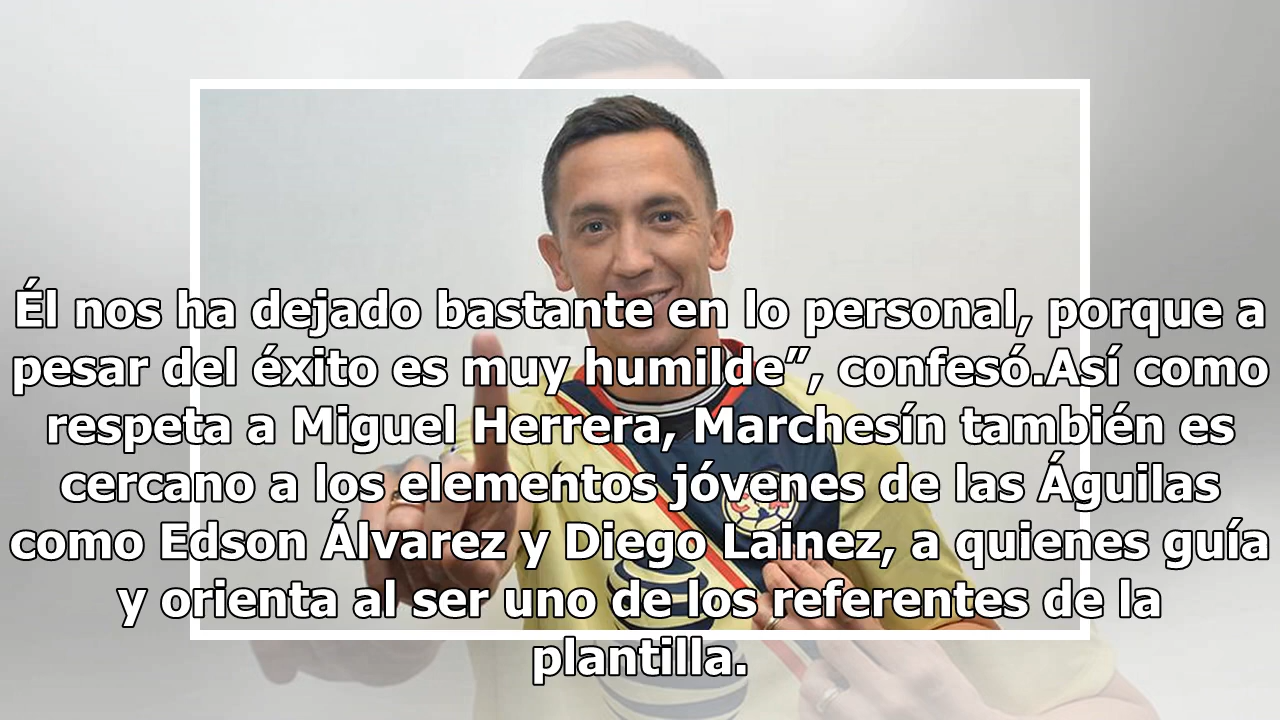 Él nos ha dejado bastante en lo personal, porque a
pesar del éxito es muy humilde”, confesó.Así como
respeta a Miguel Herrera, Marchesín también es
cercano a los elementos jóvenes de las Águilas
como Edson Álvarez y Diego Lainez, a quienes guía
y orienta al ser uno de los referentes de la
plantilla.